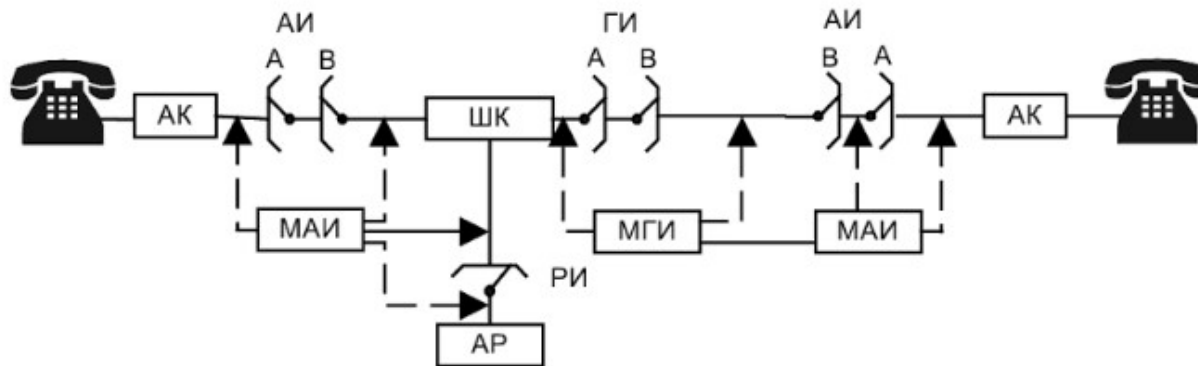 АИ ГИ АИ
А В А В В А
АК ШК АК
МАИ МГИ МАИ
РИ
АР